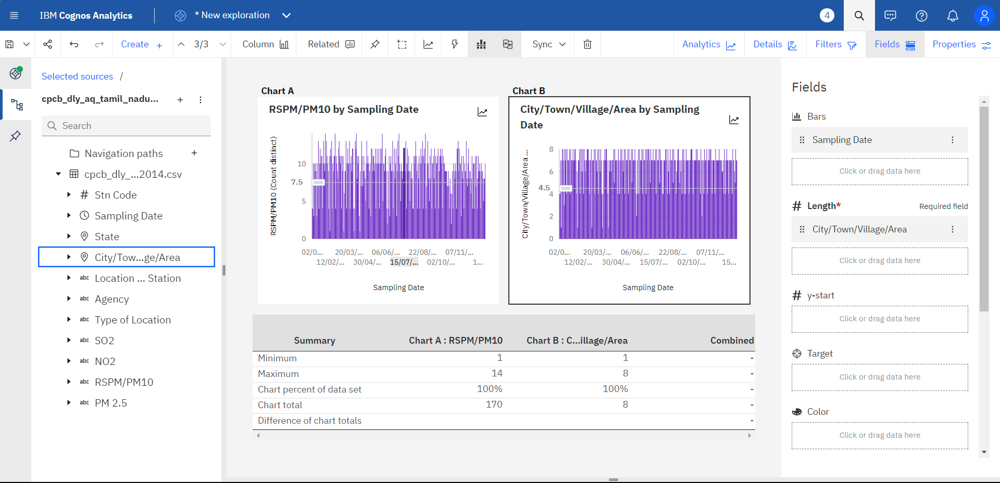 IBM Cognos Analytics
* New exploration
4
Create +
3/3
Column
Related
Sync
Analytics
Details
Filters
Fields
Properties
Selected sources /
cpcb_dly_aq_tamil_nadu...
Search
Navigation paths
cpcb_dly_...2014.csv
# Stn Code
Sampling Date
State
City/Tow...ge/Area
abc Location ... Station
abc Agency
abc Type of Location
abc SO2
abc NO2
abc RSPM/PM10
abc PM 2.5
Chart A
RSPM/PM10 by Sampling Date
RSPM/PM10 (Count distinct)
10
7.5
5
0
02/0... 20/03/... 06/06/... 22/08/... 07/11/...
12/02/... 30/04/... 15/07/... 02/10/... 1...
Sampling Date
Chart B
City/Town/Village/Area by Sampling
Date
City/Town/Village/Area ...
8
6
4.5
4
2
0
02/0... 20/03/... 06/06/... 22/08/... 07/11/...
12/02/... 30/04/... 15/07/... 02/10/... 15...
Sampling Date
Summary Chart A : RSPM/PM10 Chart B : C...illage/Area Combined
Minimum 1 1 -
Maximum 14 8 -
Chart percent of data set 100% 100% -
Chart total 170 8 -
Difference of chart totals -
Fields
Bars
Sampling Date
Click or drag data here
# Length* Required field
City/Town/Village/Area
Click or drag data here
# y-start
Click or drag data here
Target
Click or drag data here
Color
Click or drag data here